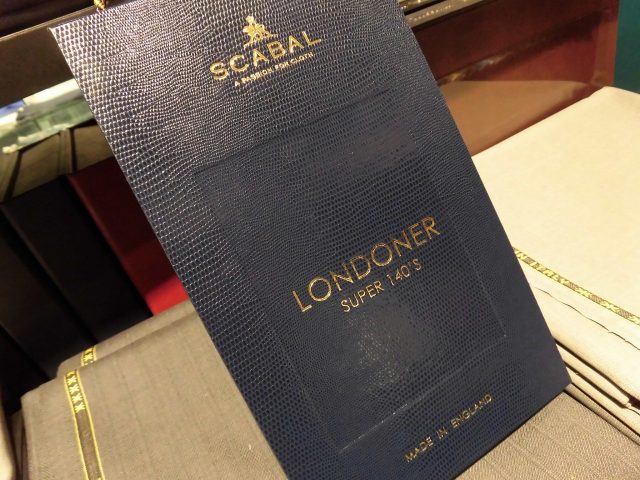 SCABAL
A PASSION FOR CLOTH
LONDONER
SUPER 140'S
MADE IN ENGLAND